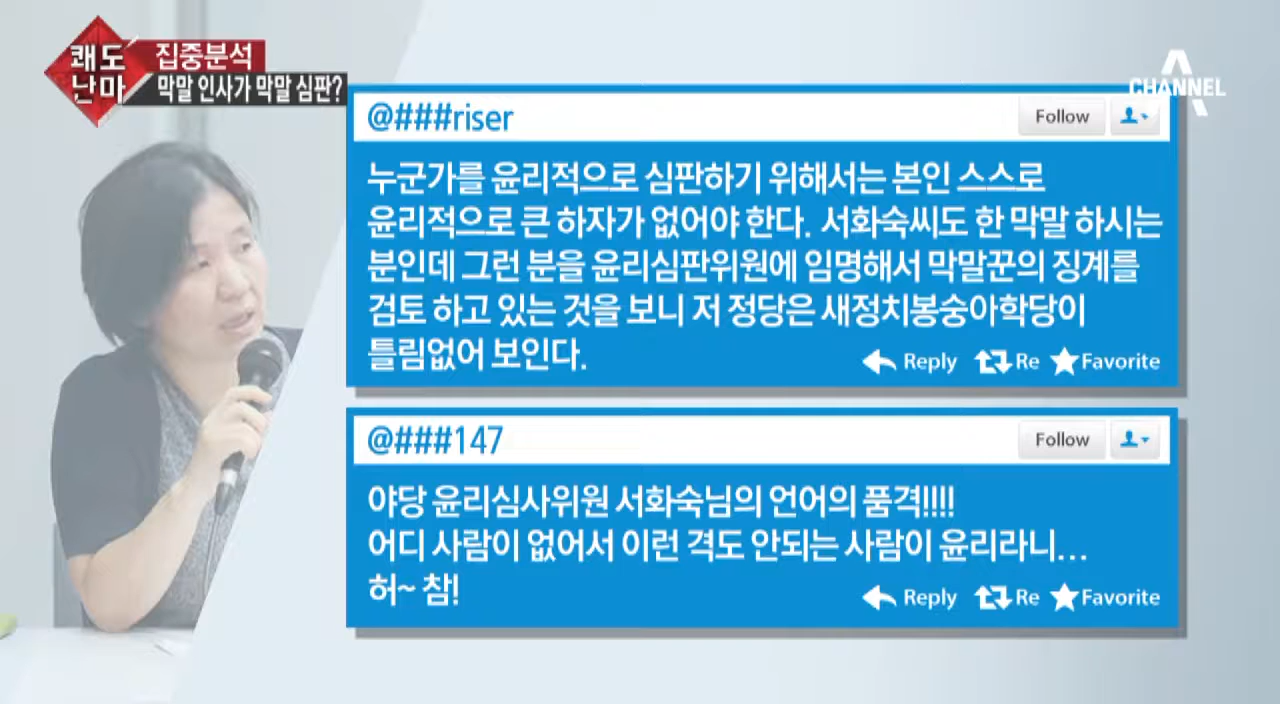 쾌도
난마
집중분석
막말 인사가 막말 심판?
CHANNEL A
@###riser
Follow
누군가를 윤리적으로 심판하기 위해서는 본인 스스로
윤리적으로 큰 하자가 없어야 한다. 서화숙씨도 한 막말 하시는
분인데 그런 분을 윤리심판위원에 임명해서 막말꾼의 징계를
검토 하고 있는 것을 보니 저 정당은 새정치봉숭아학당이
틀림없어 보인다.
Reply Re Favorite
@###147
Follow
야당 윤리심사위원 서화숙님의 언어의 품격!!!!
어디 사람이 없어서 이런 격도 안되는 사람이 윤리라니...
허~ 참!
Reply Re Favorite